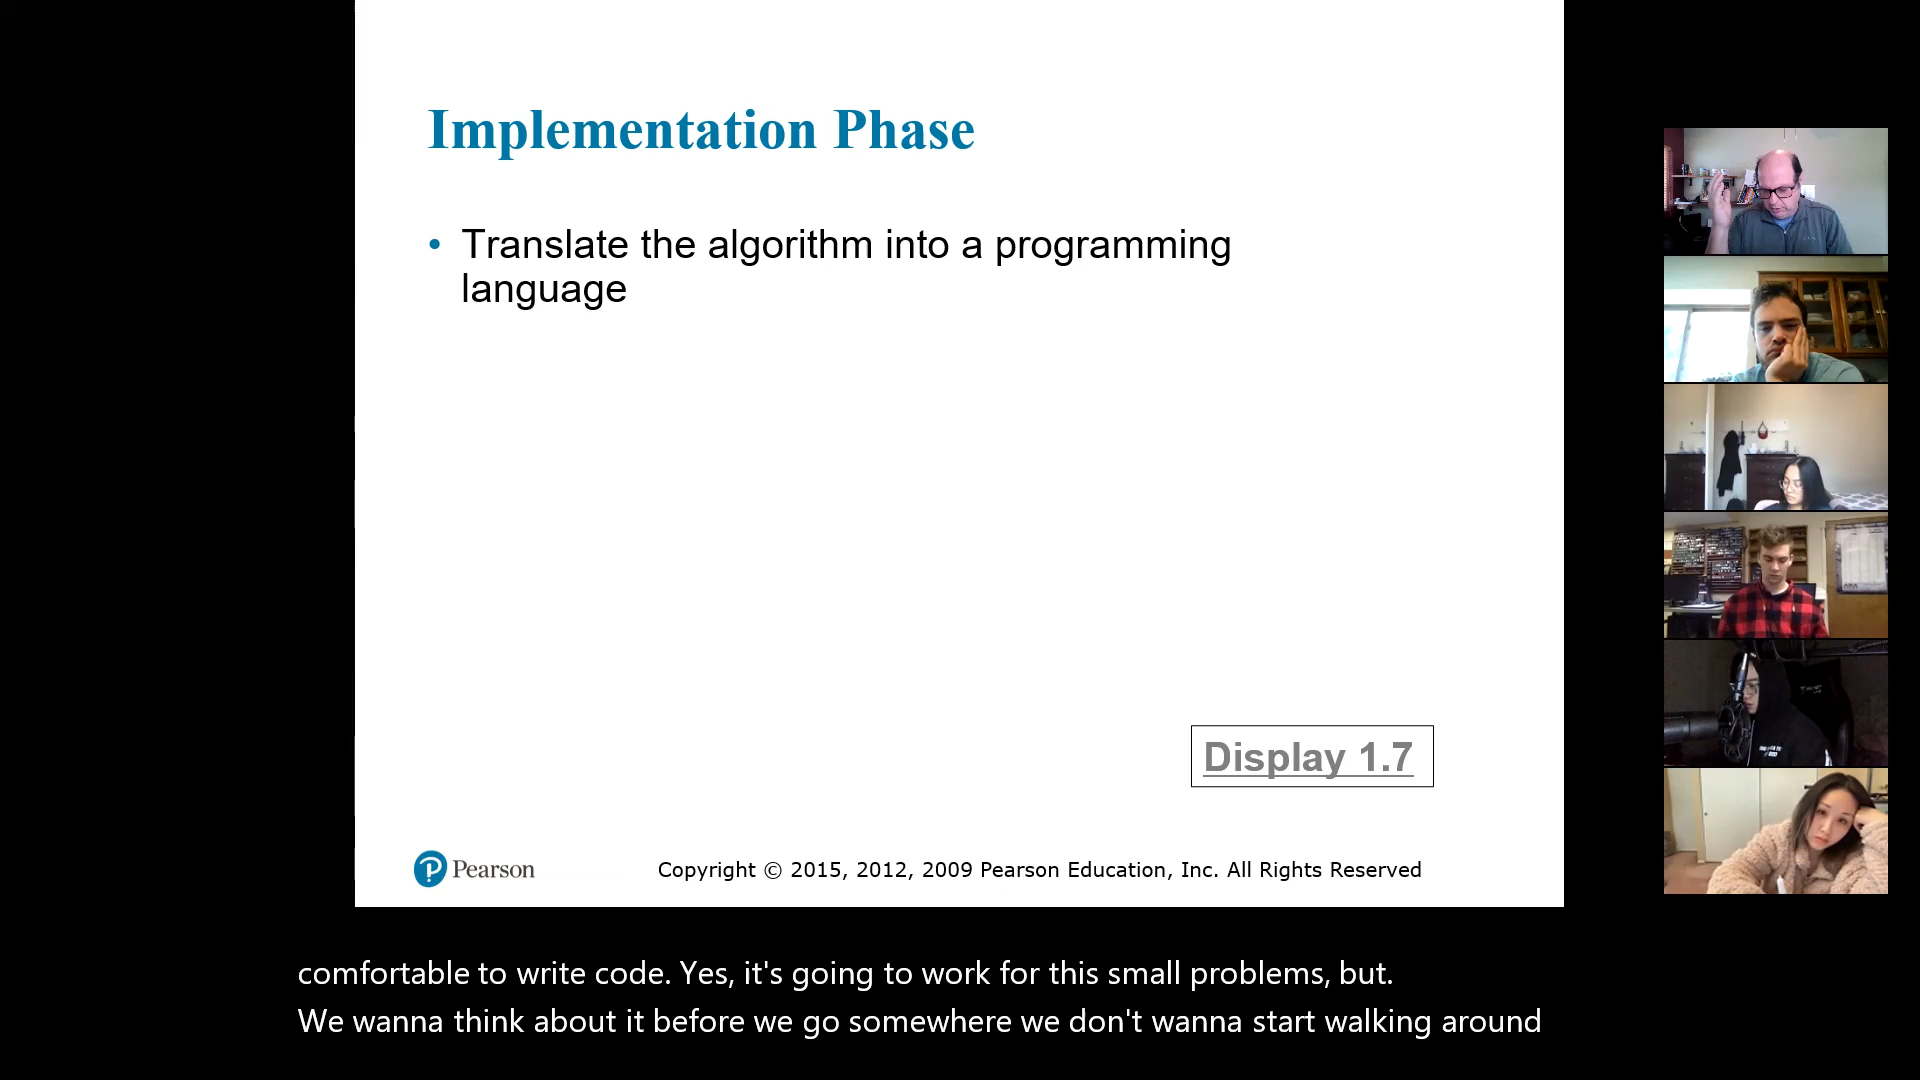 Implementation Phase
• Translate the algorithm into a programming
language
Display 1.7
Pearson
Copyright © 2015, 2012, 2009 Pearson Education, Inc. All Rights Reserved
comfortable to write code. Yes, it's going to work for this small problems, but.
We wanna think about it before we go somewhere we don't wanna start walking around